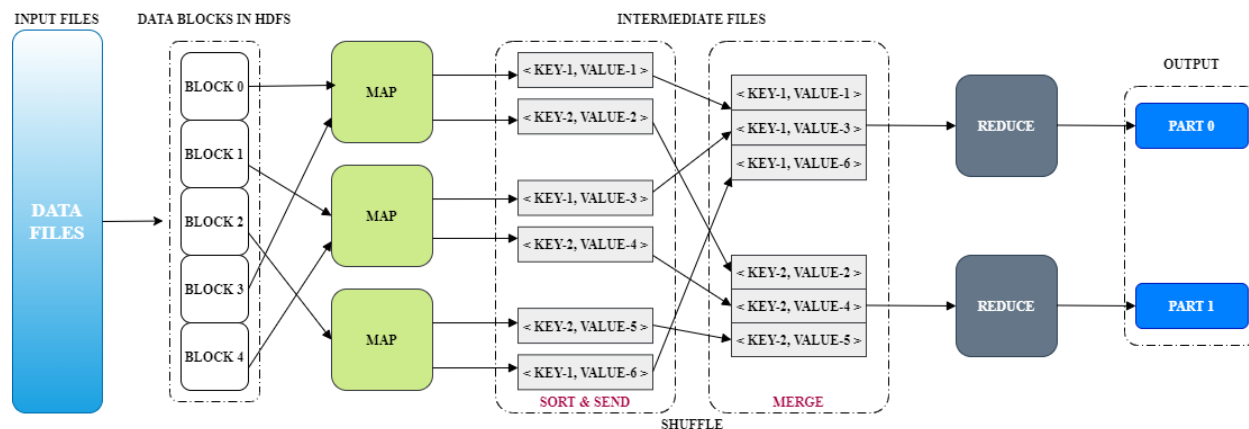 INPUT FILES
DATA BLOCKS IN HDFS
INTERMEDIATE FILES
OUTPUT
DATA
FILES
BLOCK 0
BLOCK 1
BLOCK 2
BLOCK 3
BLOCK 4
MAP
MAP
MAP
< KEY-1, VALUE-1 >
< KEY-2, VALUE-2 >
< KEY-1, VALUE-3 >
< KEY-2, VALUE-4 >
< KEY-2, VALUE-5 >
< KEY-1, VALUE-6 >
SORT & SEND
< KEY-1, VALUE-1 >
< KEY-1, VALUE-3 >
< KEY-1, VALUE-6 >
< KEY-2, VALUE-2 >
< KEY-2, VALUE-4 >
< KEY-2, VALUE-5 >
MERGE
SHUFFLE
REDUCE
REDUCE
PART 0
PART 1